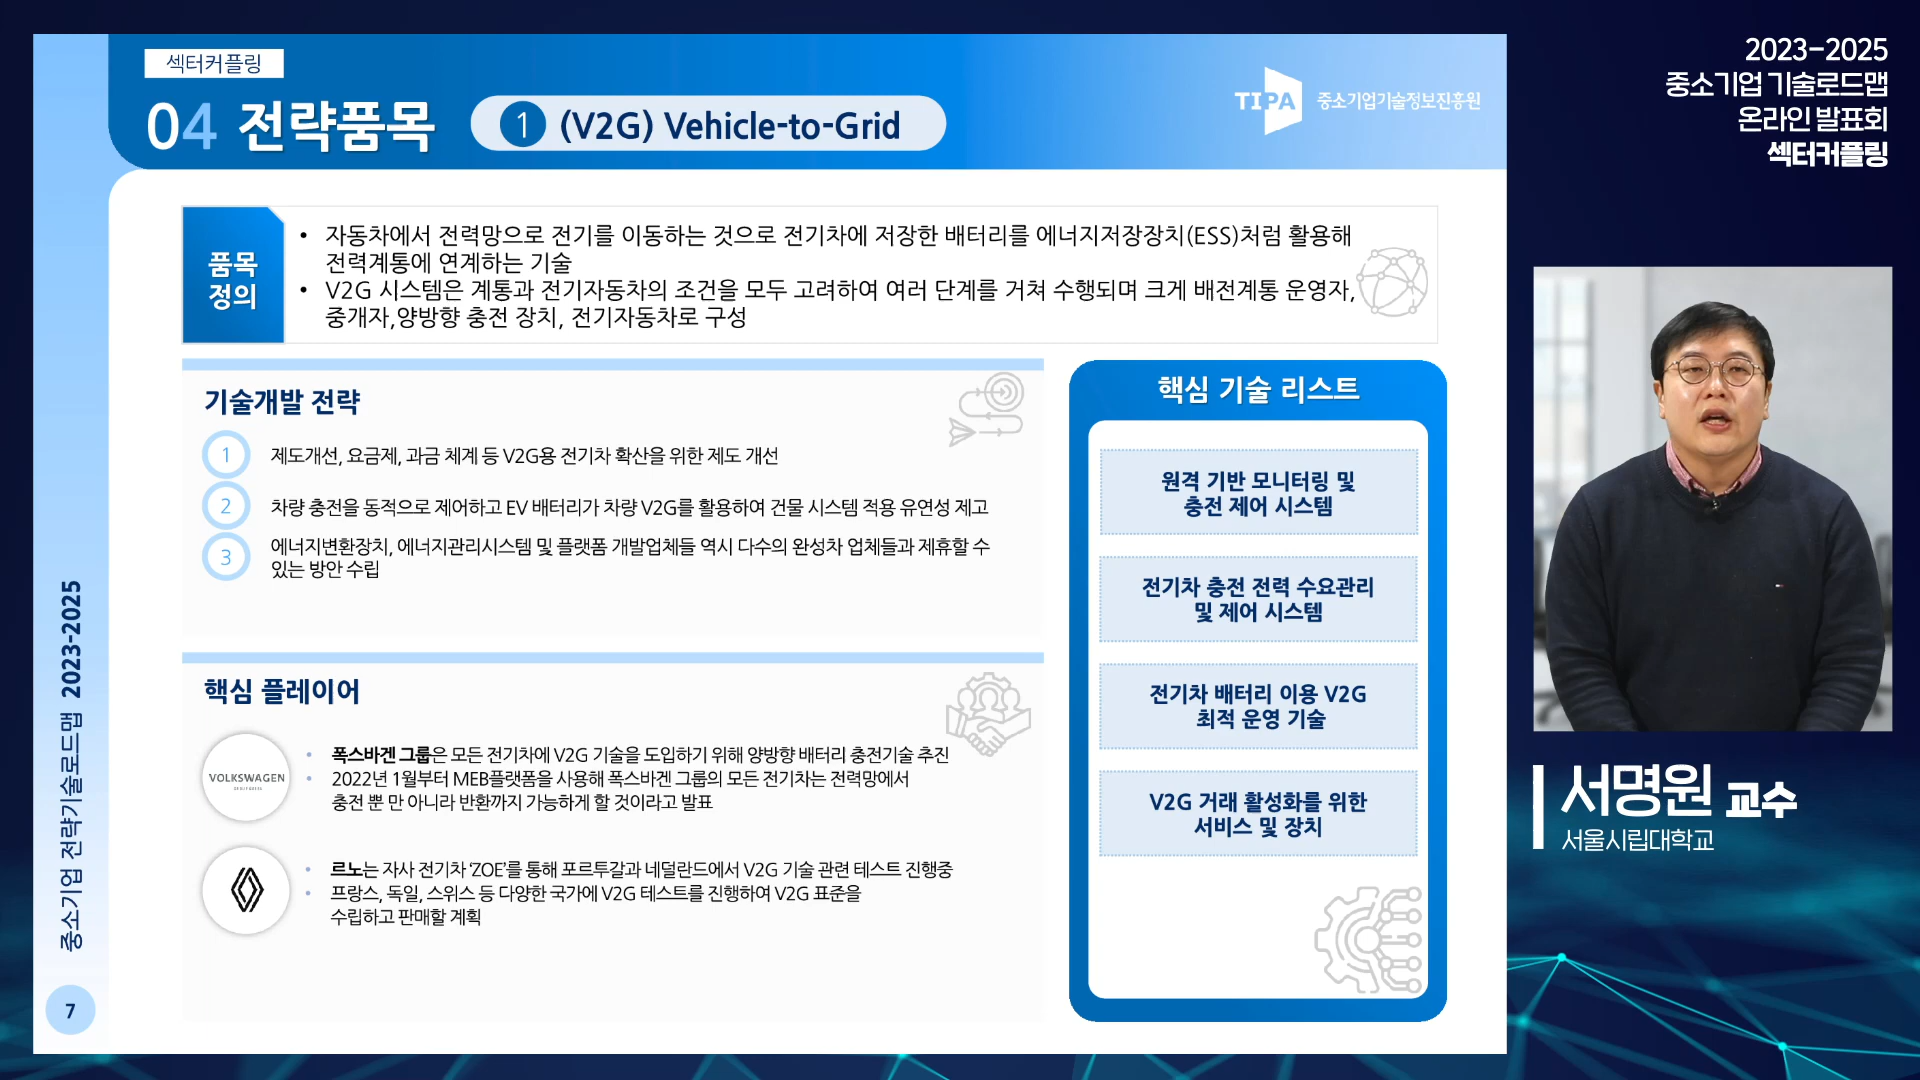 섹터커플링
04 전략품목
1 (V2G) Vehicle-to-Grid
TIPA 중소기업기술정보진흥원
2023-2025
중소기업 기술로드맵
온라인 발표회
섹터커플링
품목
정의
• 자동차에서 전력망으로 전기를 이동하는 것으로 전기차에 저장한 배터리를 에너지저장장치(ESS)처럼 활용해
전력계통에 연계하는 기술
• V2G 시스템은 계통과 전기자동차의 조건을 모두 고려하여 여러 단계를 거쳐 수행되며 크게 배전계통 운영자,
중개자,양방향 충전 장치, 전기자동차로 구성
기술개발 전략
1 제도개선, 요금제, 과금 체계 등 V2G용 전기차 확산을 위한 제도 개선
2 차량 충전을 동적으로 제어하고 EV 배터리가 차량 V2G를 활용하여 건물 시스템 적용 유연성 제고
3 에너지변환장치, 에너지관리시스템 및 플랫폼 개발업체들 역시 다수의 완성차 업체들과 제휴할 수
있는 방안 수립
핵심 플레이어
VOLKSWAGEN
• 폭스바겐 그룹은 모든 전기차에 V2G 기술을 도입하기 위해 양방향 배터리 충전기술 추진
• 2022년 1월부터 MEB플랫폼을 사용해 폭스바겐 그룹의 모든 전기차는 전력망에서
충전 뿐 만 아니라 반환까지 가능하게 할 것이라고 발표
• 르노는 자사 전기차 ‘ZOE’를 통해 포르투갈과 네덜란드에서 V2G 기술 관련 테스트 진행중
• 프랑스, 독일, 스위스 등 다양한 국가에 V2G 테스트를 진행하여 V2G 표준을
수립하고 판매할 계획
핵심 기술 리스트
원격 기반 모니터링 및
충전 제어 시스템
전기차 충전 전력 수요관리
및 제어 시스템
전기차 배터리 이용 V2G
최적 운영 기술
V2G 거래 활성화를 위한
서비스 및 장치
서명원 교수
서울시립대학교
중소기업 전략기술로드맵 2023-2025
7